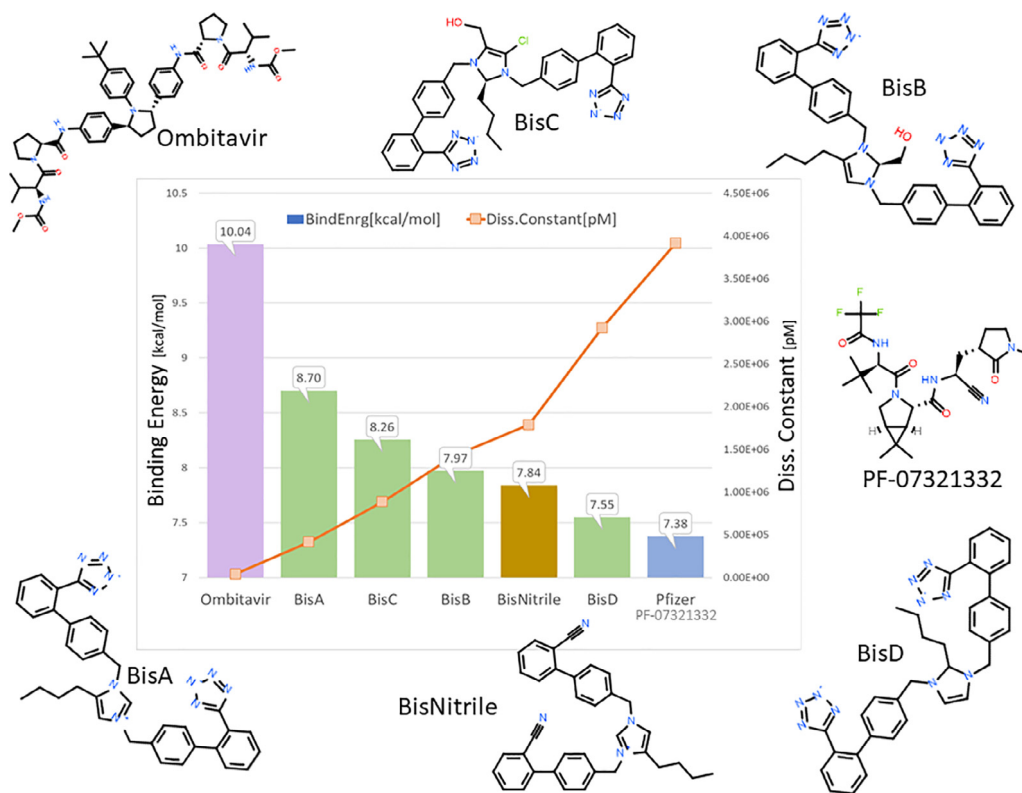 Ombitavir
BisC
BisB
BindEnrg[kcal/mol]
Diss.Constant[pM]
Binding Energy [kcal/mol]
10.5
10
9.5
9
8.5
8
7.5
7
10.04
8.70
8.26
7.97
7.84
7.55
7.38
4.50E+06
4.00E+06
3.50E+06
3.00E+06
2.50E+06
2.00E+06
1.50E+06
1.00E+06
5.00E+05
0.00E+00
Diss. Constant [pM]
Ombitavir BisA BisC BisB BisNitrile BisD Pfizer
PF-07321332
PF-07321332
BisA
BisNitrile
BisD